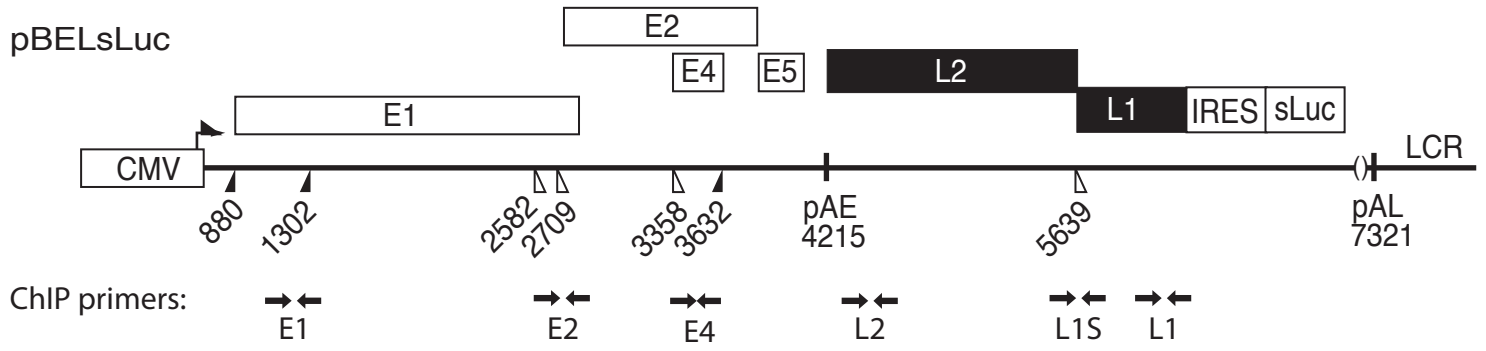 pBELsLuc
E2
E4 E5 L2
E1 L1 IRES sLuc
CMV () LCR
880 1302 2582 2709 3358 3632 pAE 5639 pAL
4215 7321
ChIP primers:
E1 E2 E4 L2 L1S L1